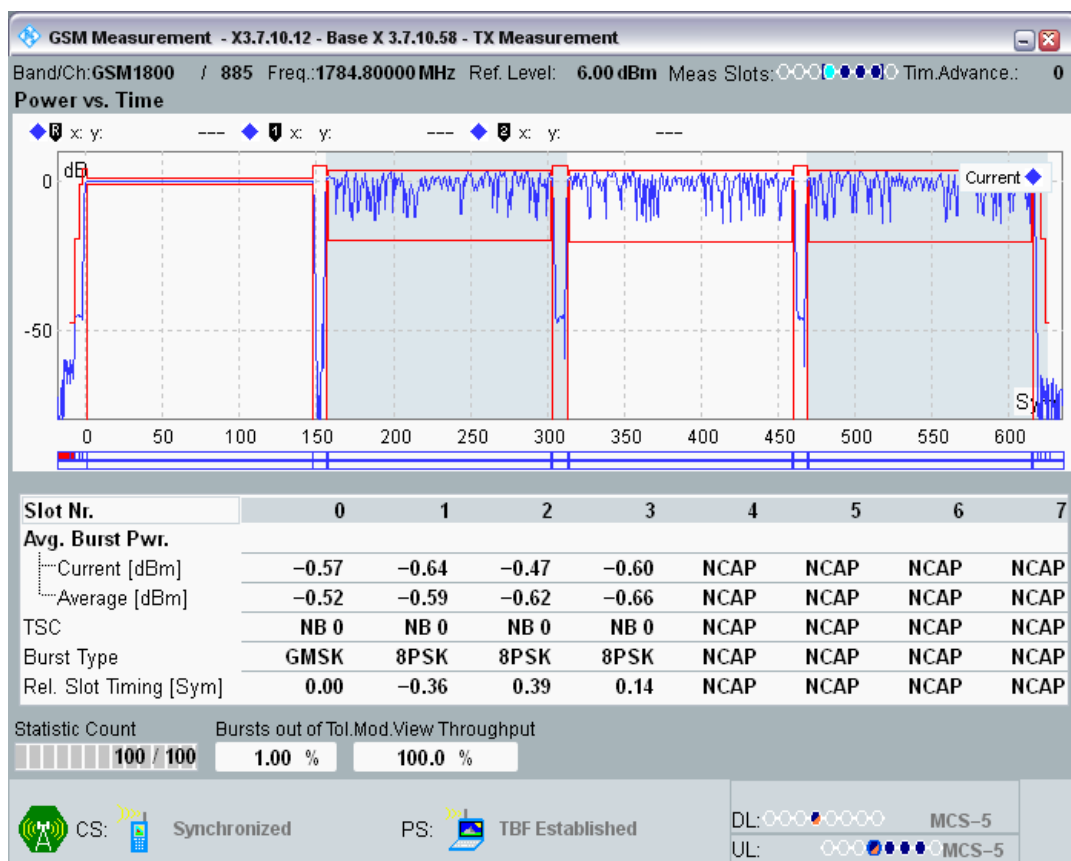 GSM Measurement - X3.7.10.12 - Base X 3.7.10.58 - TX Measurement
Band/Ch:GSM1800 / 885 Freq.:1784.80000 MHz Ref. Level: 6.00 dBm Meas Slots: Tim.Advance.: 0
Power vs. Time
R x: y: --- 1 x: y: --- 2 x: y: ---
dB
Current
0
-50
0 50 100 150 200 250 300 350 400 450 500 550 600
Slot Nr. 0 1 2 3 4 5 6 7
Avg. Burst Pwr.
Current [dBm] -0.57 -0.64 -0.47 -0.60 NCAP NCAP NCAP NCAP
Average [dBm] -0.52 -0.59 -0.62 -0.66 NCAP NCAP NCAP NCAP
TSC NB 0 NB 0 NB 0 NB 0 NCAP NCAP NCAP NCAP
Burst Type GMSK 8PSK 8PSK 8PSK NCAP NCAP NCAP NCAP
Rel. Slot Timing [Sym] 0.00 -0.36 0.39 0.14 NCAP NCAP NCAP NCAP
Statistic Count Bursts out of Tol.Mod.View Throughput
100 / 100 1.00 % 100.0 %
CS: Synchronized PS: TBF Established DL: MCS-5
UL: MCS-5